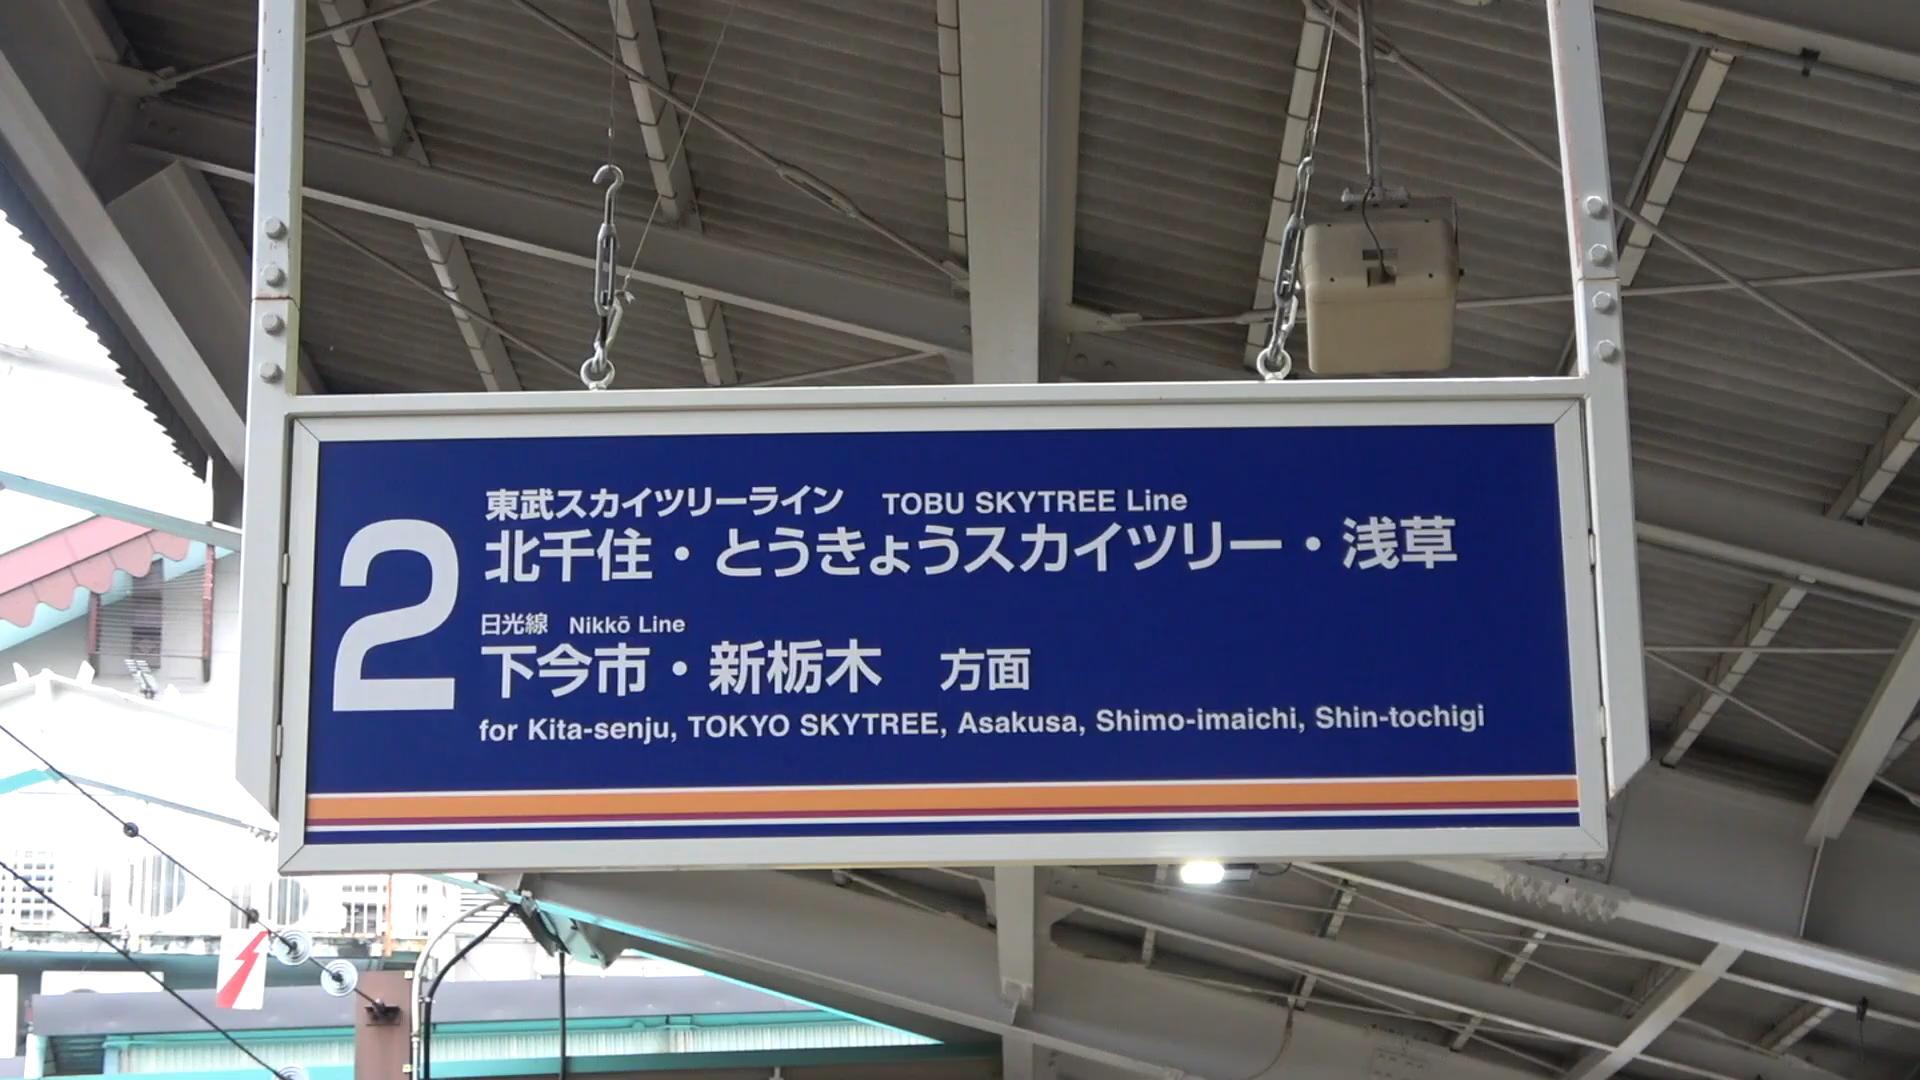 2
東武スカイツリーライン TOBU SKYTREE Line
北千住・とうきょうスカイツリー・浅草
日光線 Nikkō Line
下今市・新栃木 方面
for Kita-senju, TOKYO SKYTREE, Asakusa, Shimo-imaichi, Shin-tochigi